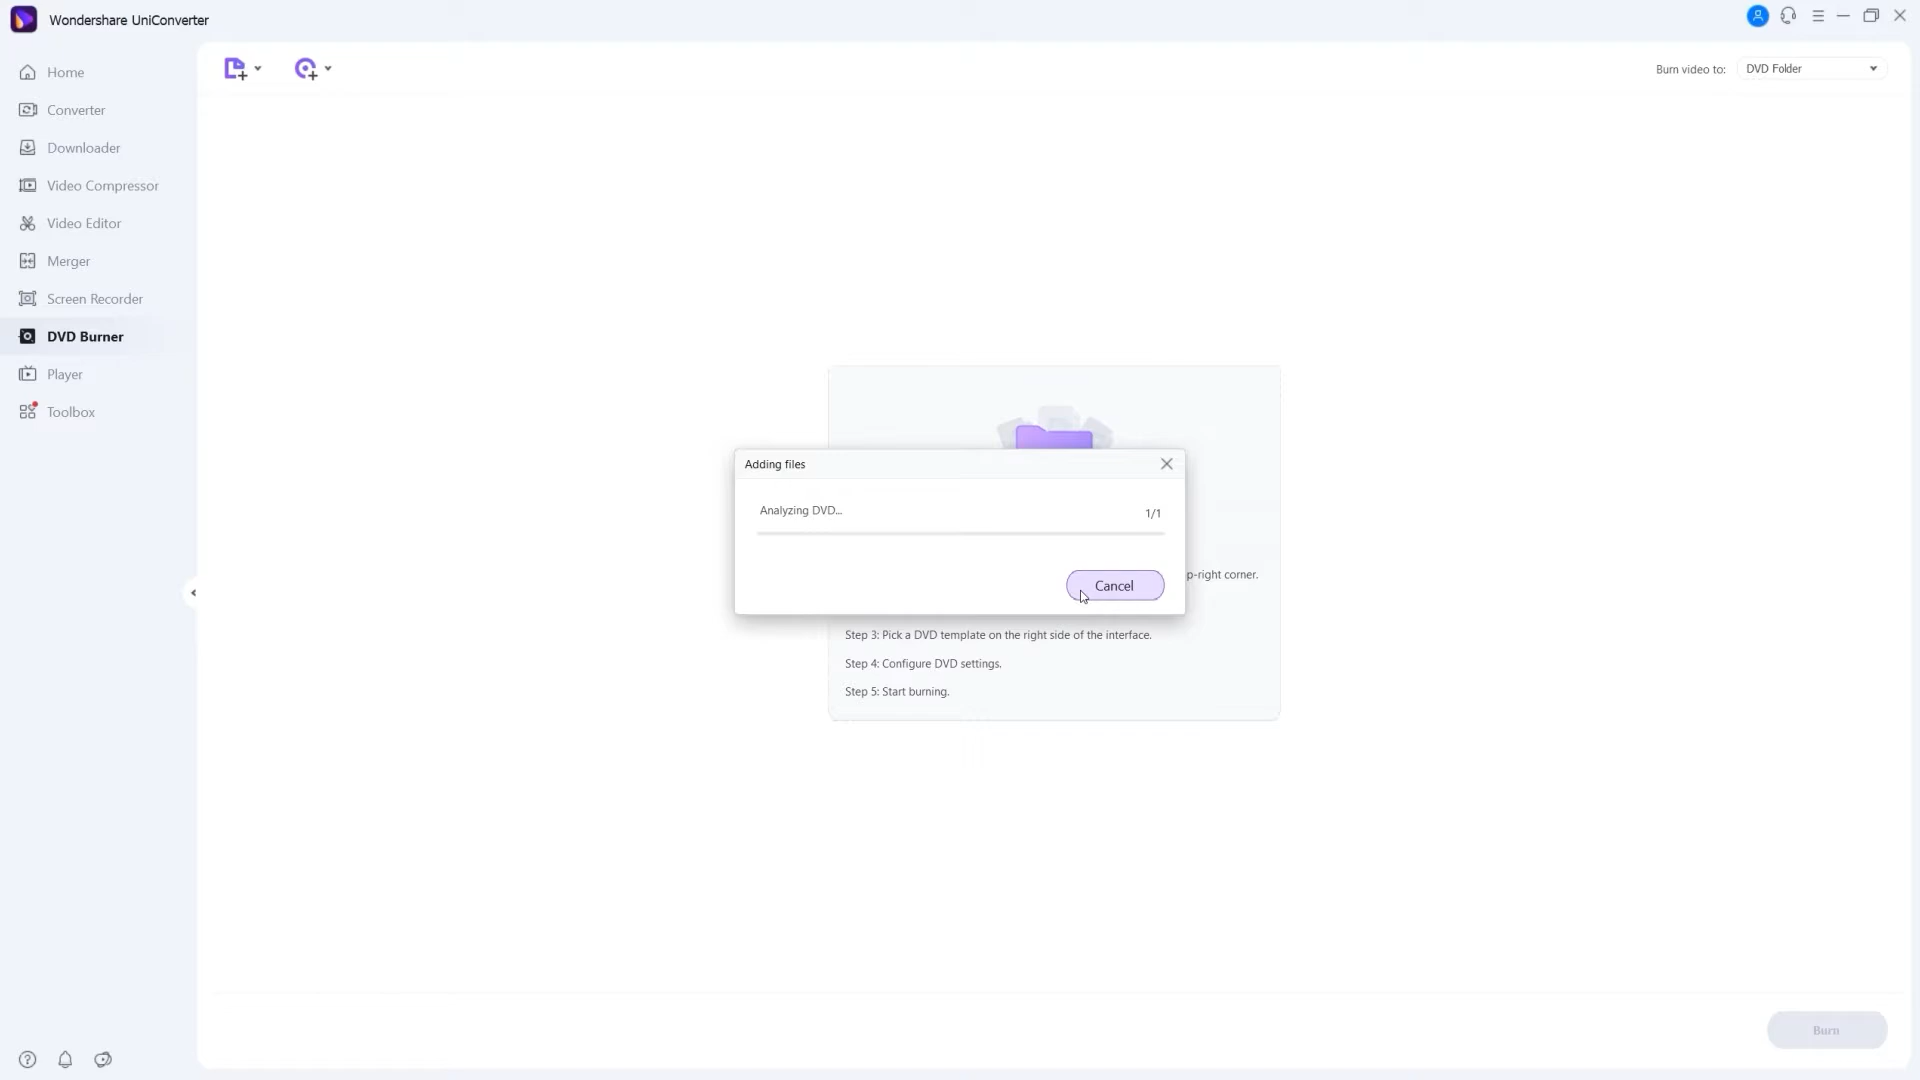 Wondershare UniConverter
Home
Converter
Downloader
Video Compressor
Video Editor
Merger
Screen Recorder
DVD Burner
Player
Toolbox
Burn video to: DVD Folder
Adding files
Analyzing DVD...
1/1
Cancel
p-right corner.
Step 3: Pick a DVD template on the right side of the interface.
Step 4: Configure DVD settings.
Step 5: Start burning.
Burn